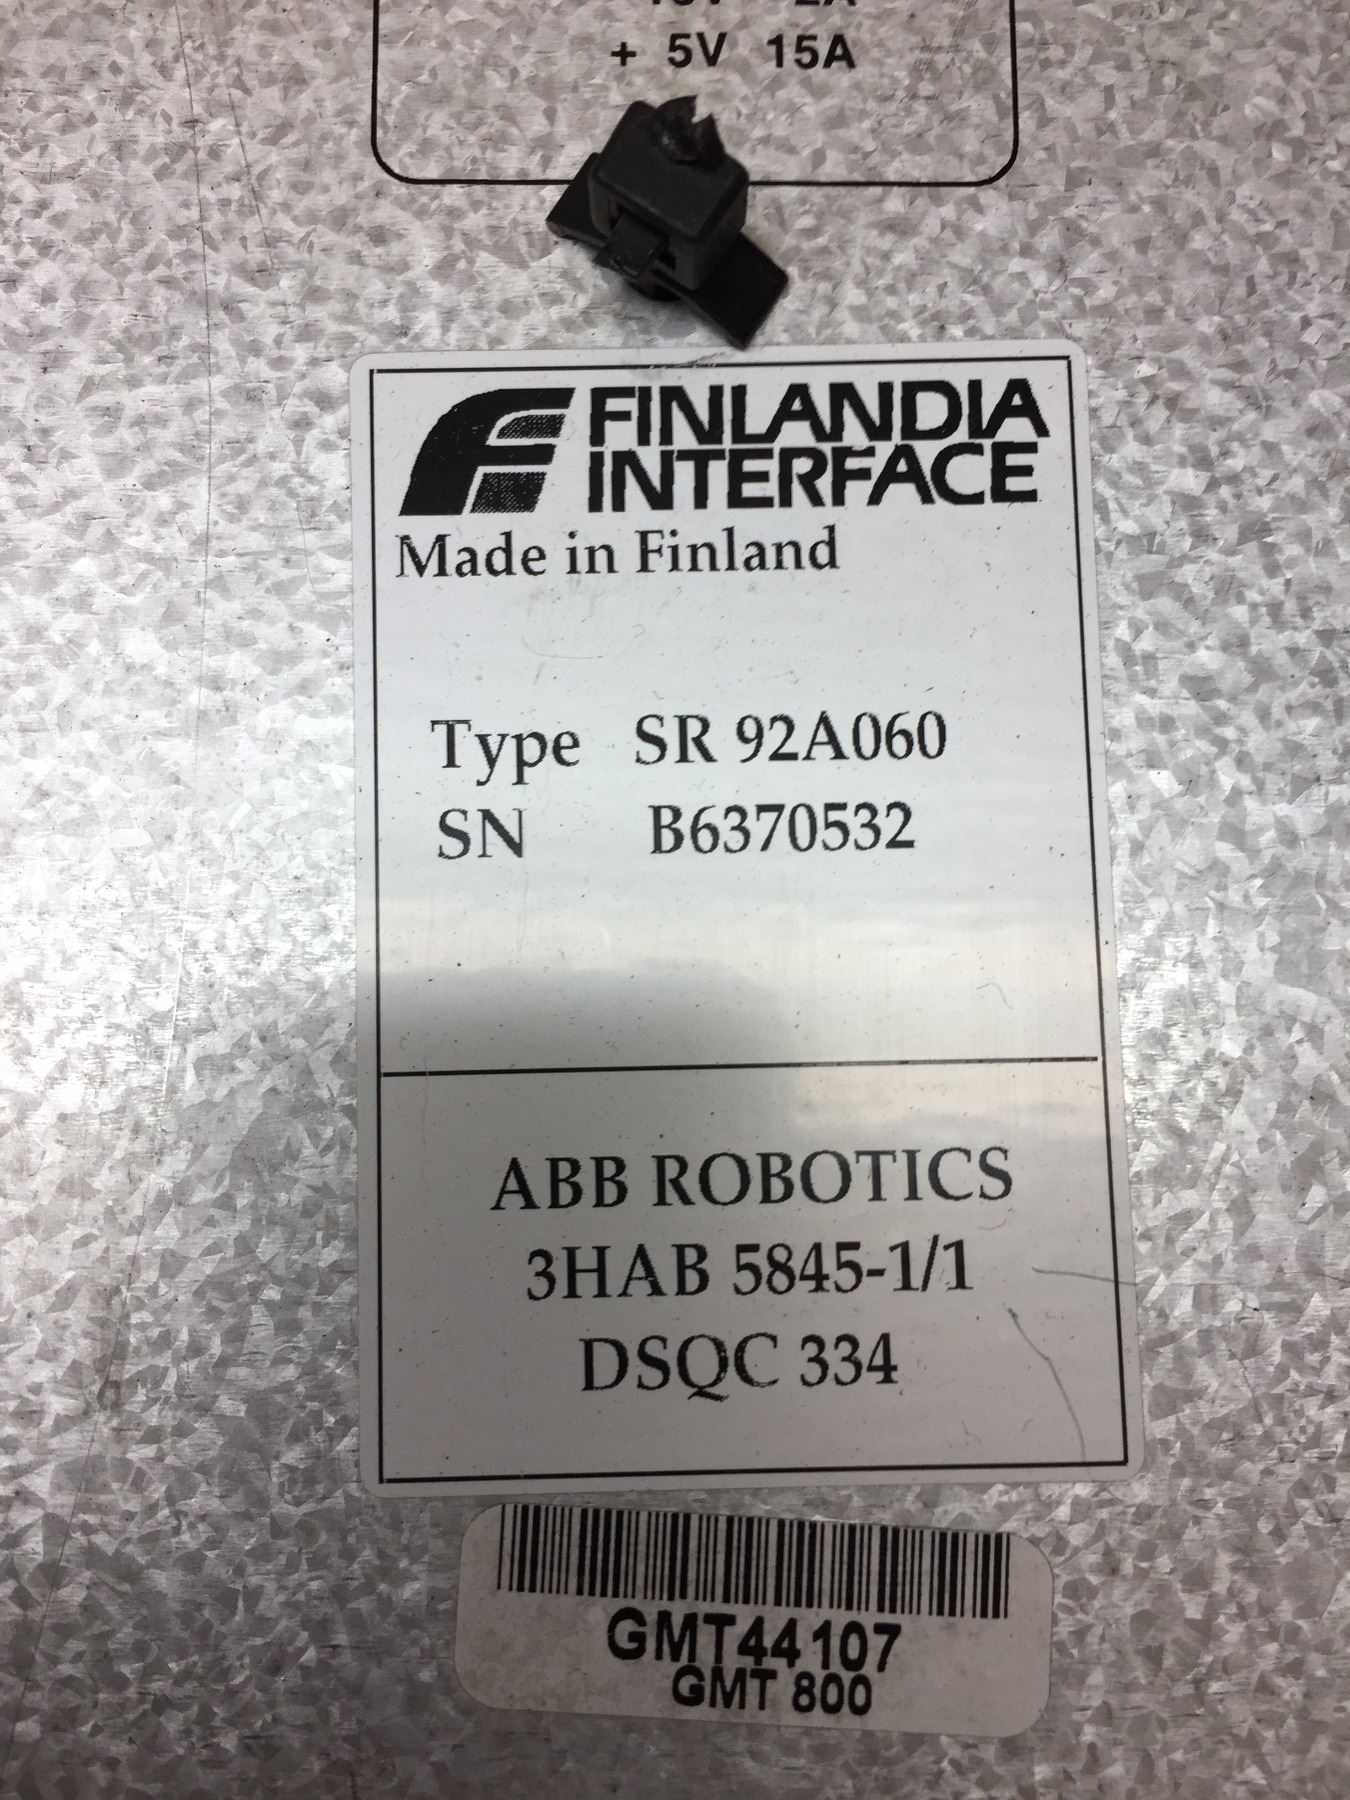 + 5V 15A
FINLANDIA
INTERFACE
Made in Finland
Type SR 92A060
SN B6370532
ABB ROBOTICS
3HAB 5845-1/1
DSQC 334
GMT44107
GMT 800